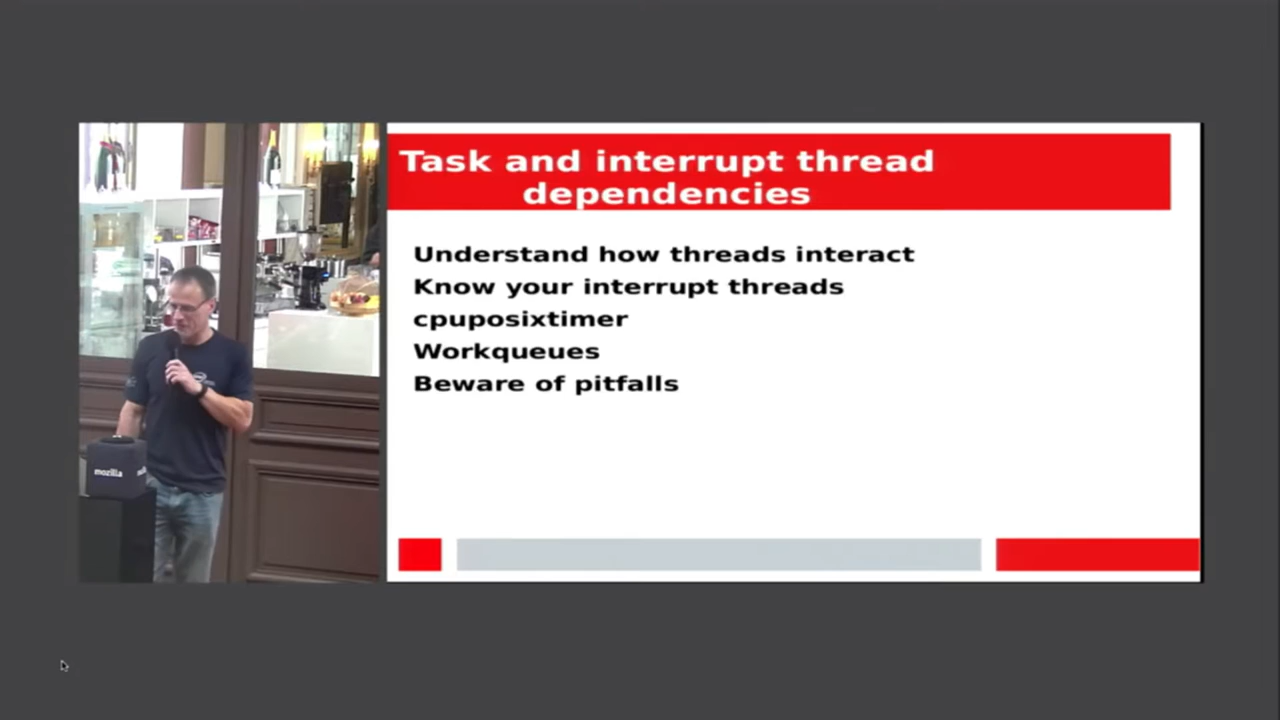 Task and interrupt thread
dependencies
Understand how threads interact
Know your interrupt threads
cpuposixtimer
Workqueues
Beware of pitfalls
mozilla